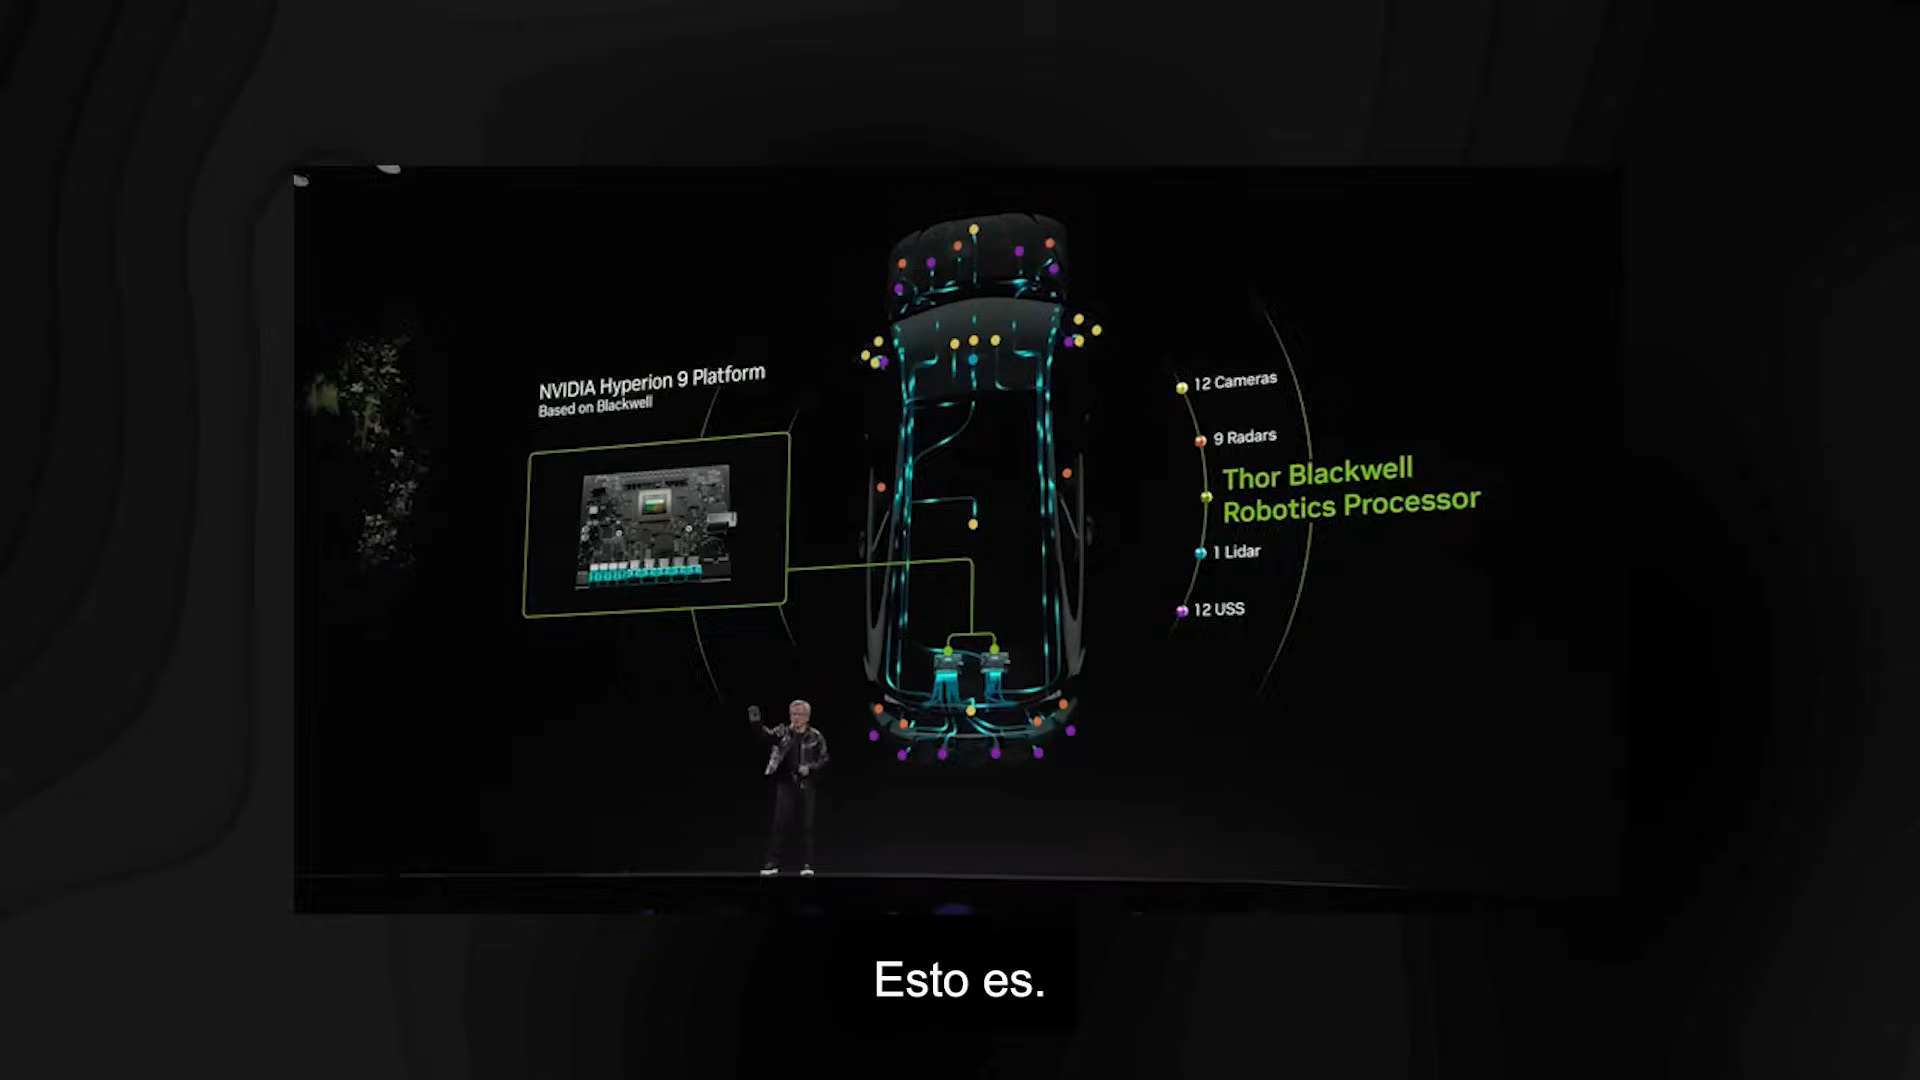 NVIDIA Hyperion 9 Platform
Based on Blackwell
12 Cameras
9 Radars
Thor Blackwell
Robotics Processor
1 Lidar
12 USS
Esto es.